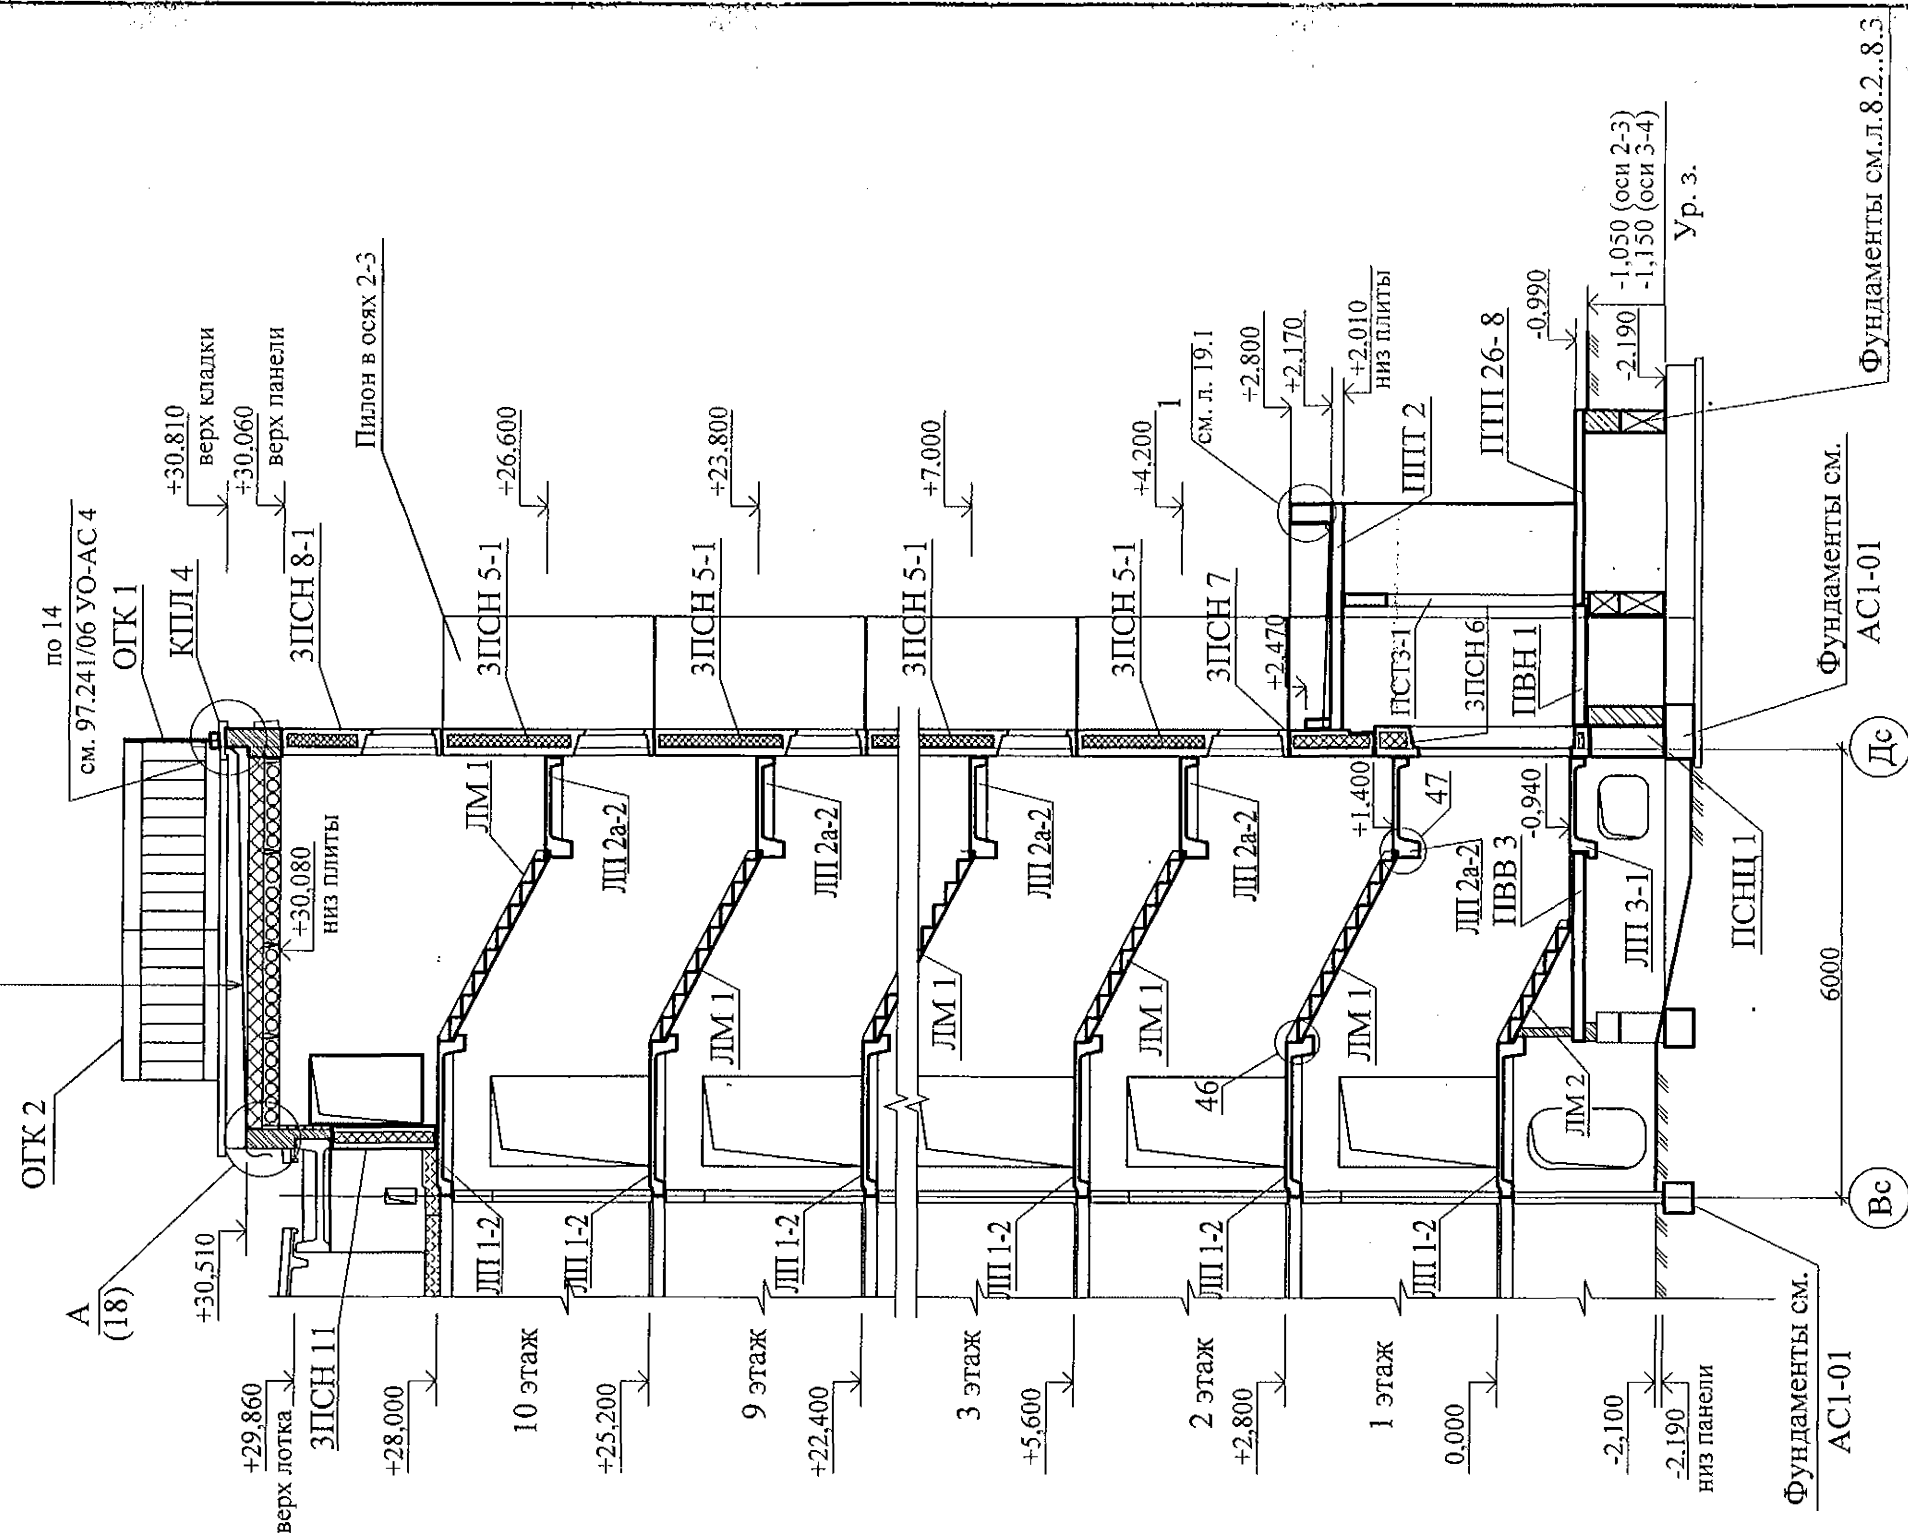 по 14
см. 97.241/06 УО-АС 4
ОГК 1
КПЛ 4
3ПСН 8-1
+30.810
верх кладки
+30.060
верх панели
Пилон в осях 2-3
ОГК 2
А
(18)
+30,510
+30,080
низ плиты
+29,860
верх лотка
3ПСН 11
+28,000
10 этаж
+25,200
9 этаж
+22,400
3 этаж
+5,600
2 этаж
+2,800
1 этаж
0,000
-2,100
-2.190
низ панели
Фундаменты см.
АС1-01
ЛП 1-2
ЛП 1-2
ЛП 1-2
ЛП 1-2
ЛП 1-2
ЛП 1-2
ЛМ 1
ЛМ 1
ЛМ 1
ЛМ 1
ЛМ 1
46
ЛМ 2
ЛП 2а-2
ЛП 2а-2
ЛП 2а-2
ЛП 2а-2
ЛП 2а-2
47
+1.400
ПВВ 3
-0,940
ЛП 3-1
ПСНЦ 1
3ПСН 5-1
3ПСН 5-1
3ПСН 5-1
3ПСН 5-1
3ПСН 7
+26.600
+23.800
+7.000
+4.200
1
см. л. 19.1
+2.800
+2.170
+2.010
низ плиты
+2,470
ППТ 2
ПСТ3-1
3ПСН 6
ПВН 1
ПТП 26-8
-0,990
-1,050 (оси 2-3)
-1,150 (оси 3-4)
Ур. з.
-2.190
Фундаменты см.л.8.2..8.3
Фундаменты см.
АС1-01
6000
Дс
Вс